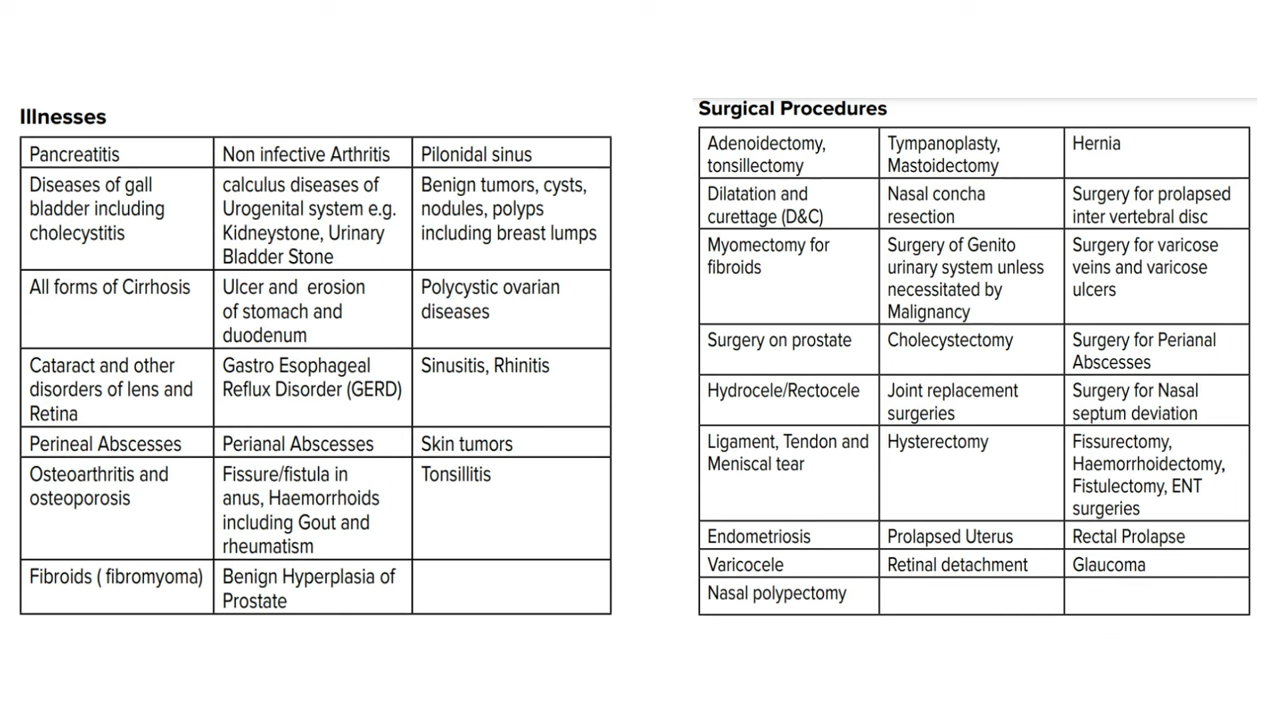 Illnesses
Pancreatitis
Non infective Arthritis
Pilonidal sinus
Diseases of gall
bladder including
cholecystitis
calculus diseases of
Urogenital system e.g.
Kidneystone, Urinary
Bladder Stone
Benign tumors, cysts,
nodules, polyps
including breast lumps
All forms of Cirrhosis
Ulcer and erosion
of stomach and
duodenum
Polycystic ovarian
diseases
Cataract and other
disorders of lens and
Retina
Gastro Esophageal
Reflux Disorder (GERD)
Sinusitis, Rhinitis
Perineal Abscesses
Perianal Abscesses
Skin tumors
Osteoarthritis and
osteoporosis
Fissure/fistula in
anus, Haemorrhoids
including Gout and
rheumatism
Tonsillitis
Fibroids ( fibromyoma)
Benign Hyperplasia of
Prostate
Surgical Procedures
Adenoidectomy,
tonsillectomy
Tympanoplasty,
Mastoidectomy
Hernia
Dilatation and
curettage (D&C)
Nasal concha
resection
Surgery for prolapsed
inter vertebral disc
Myomectomy for
fibroids
Surgery of Genito
urinary system unless
necessitated by
Malignancy
Surgery for varicose
veins and varicose
ulcers
Surgery on prostate
Cholecystectomy
Surgery for Perianal
Abscesses
Hydrocele/Rectocele
Joint replacement
surgeries
Surgery for Nasal
septum deviation
Ligament, Tendon and
Meniscal tear
Hysterectomy
Fissurectomy,
Haemorrhoidectomy,
Fistulectomy, ENT
surgeries
Endometriosis
Prolapsed Uterus
Rectal Prolapse
Varicocele
Retinal detachment
Glaucoma
Nasal polypectomy